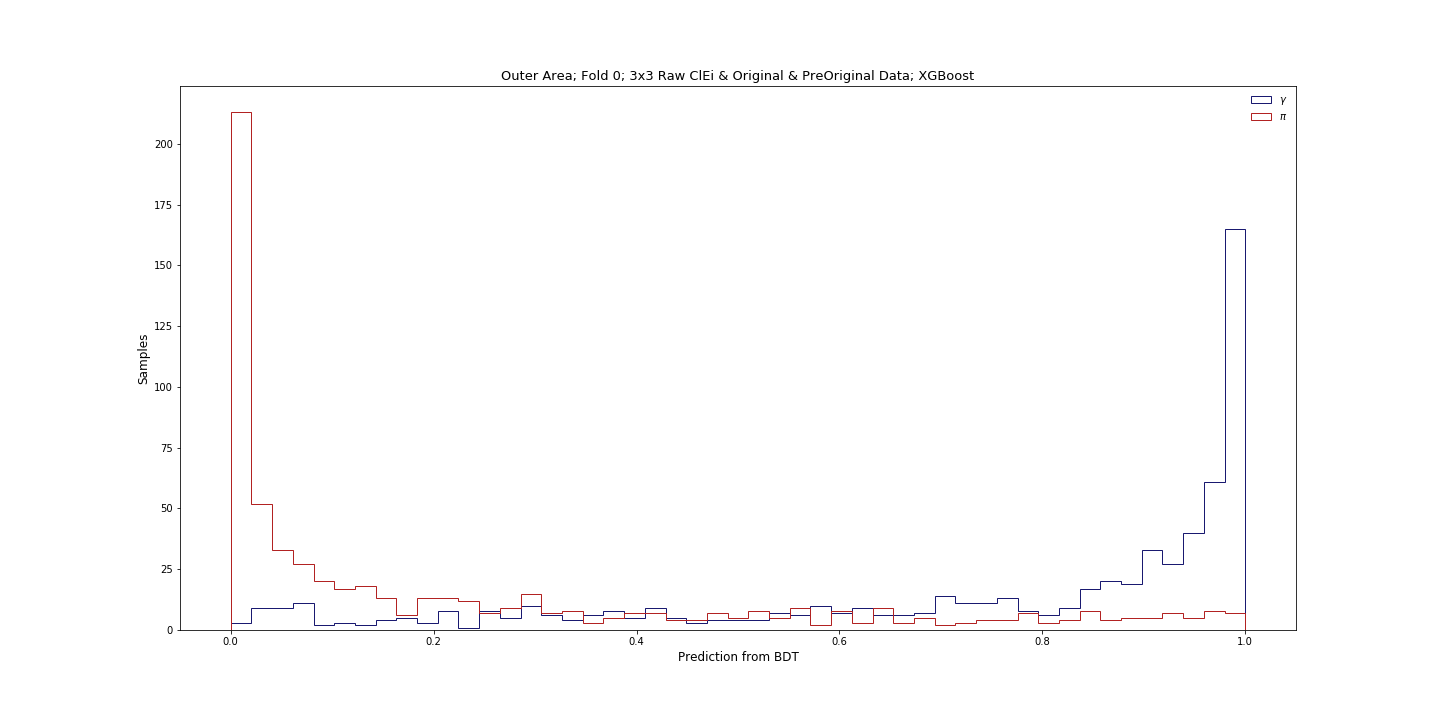 Outer Area; Fold 0; 3x3 Raw ClEi & Original & PreOriginal Data; XGBoost
γ
π
200
175
150
125
100
75
50
25
0
Samples
0.0 0.2 0.4 0.6 0.8 1.0
Prediction from BDT